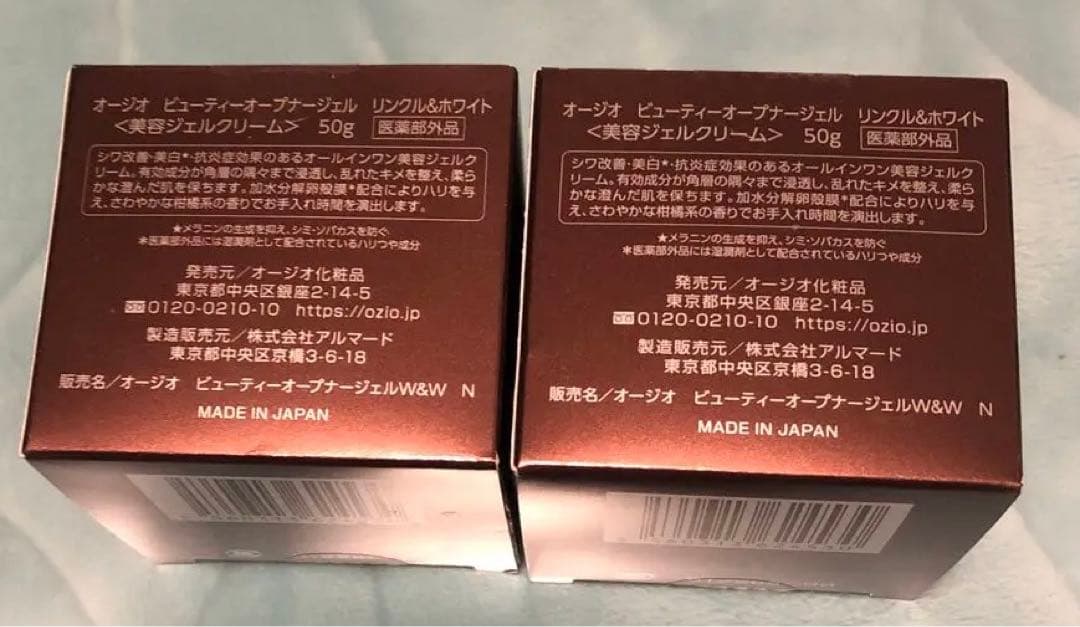 オージオ ビューティーオープナージェル リンクル&ホワイト
<美容ジェルクリーム> 50g 医薬部外品
シワ改善・美白★・抗炎症効果のあるオールインワン美容ジェルク
リーム。有効成分が角層の隅々まで浸透し、乱れたキメを整え、柔ら
かな澄んだ肌を保ちます。加水分解卵殻膜*配合によりハリを与
え、さわやかな柑橘系の香りでお手入れ時間を演出します。
★メラニンの生成を抑え、シミ・ソバカスを防ぐ
*医薬部外品には湿潤剤として配合されているハリつや成分
発売元/オージオ化粧品
東京都中央区銀座2-14-5
0120-0210-10 https://ozio.jp
製造販売元/株式会社アルマード
東京都中央区京橋3-6-18
販売名/オージオ ビューティーオープナージェルW&W N
MADE IN JAPAN
オージオ ビューティーオープナージェル リンクル&ホワイト
<美容ジェルクリーム> 50g 医薬部外品
シワ改善・美白★・抗炎症効果のあるオールインワン美容ジェルク
リーム。有効成分が角層の隅々まで浸透し、乱れたキメを整え、柔ら
かな澄んだ肌を保ちます。加水分解卵殻膜*配合によりハリを与
え、さわやかな柑橘系の香りでお手入れ時間を演出します。
★メラニンの生成を抑え、シミ・ソバカスを防ぐ
*医薬部外品には湿潤剤として配合されているハリつや成分
発売元/オージオ化粧品
東京都中央区銀座2-14-5
0120-0210-10 https://ozio.jp
製造販売元/株式会社アルマード
東京都中央区京橋3-6-18
販売名/オージオ ビューティーオープナージェルW&W N
MADE IN JAPAN